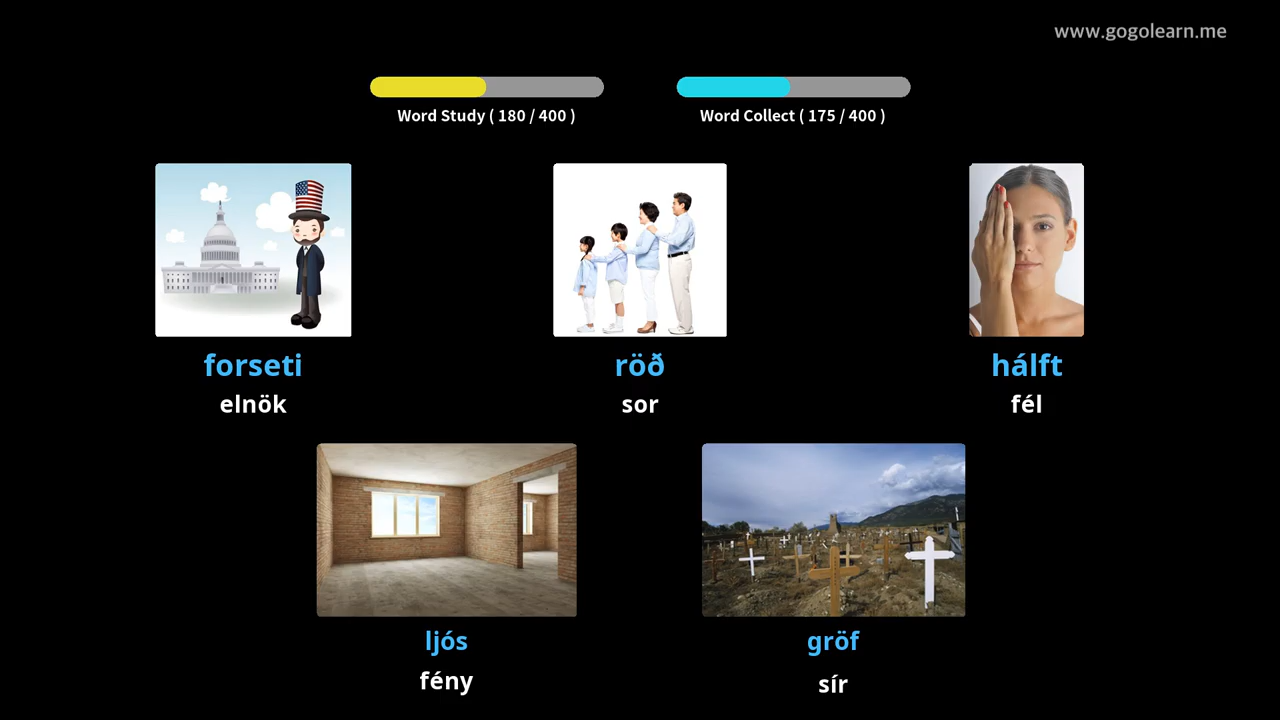 www.gogolearn.me
Word Study ( 180 / 400 )
Word Collect ( 175 / 400 )
forseti
elnök
röð
sor
hálft
fél
ljós
fény
gröf
sír